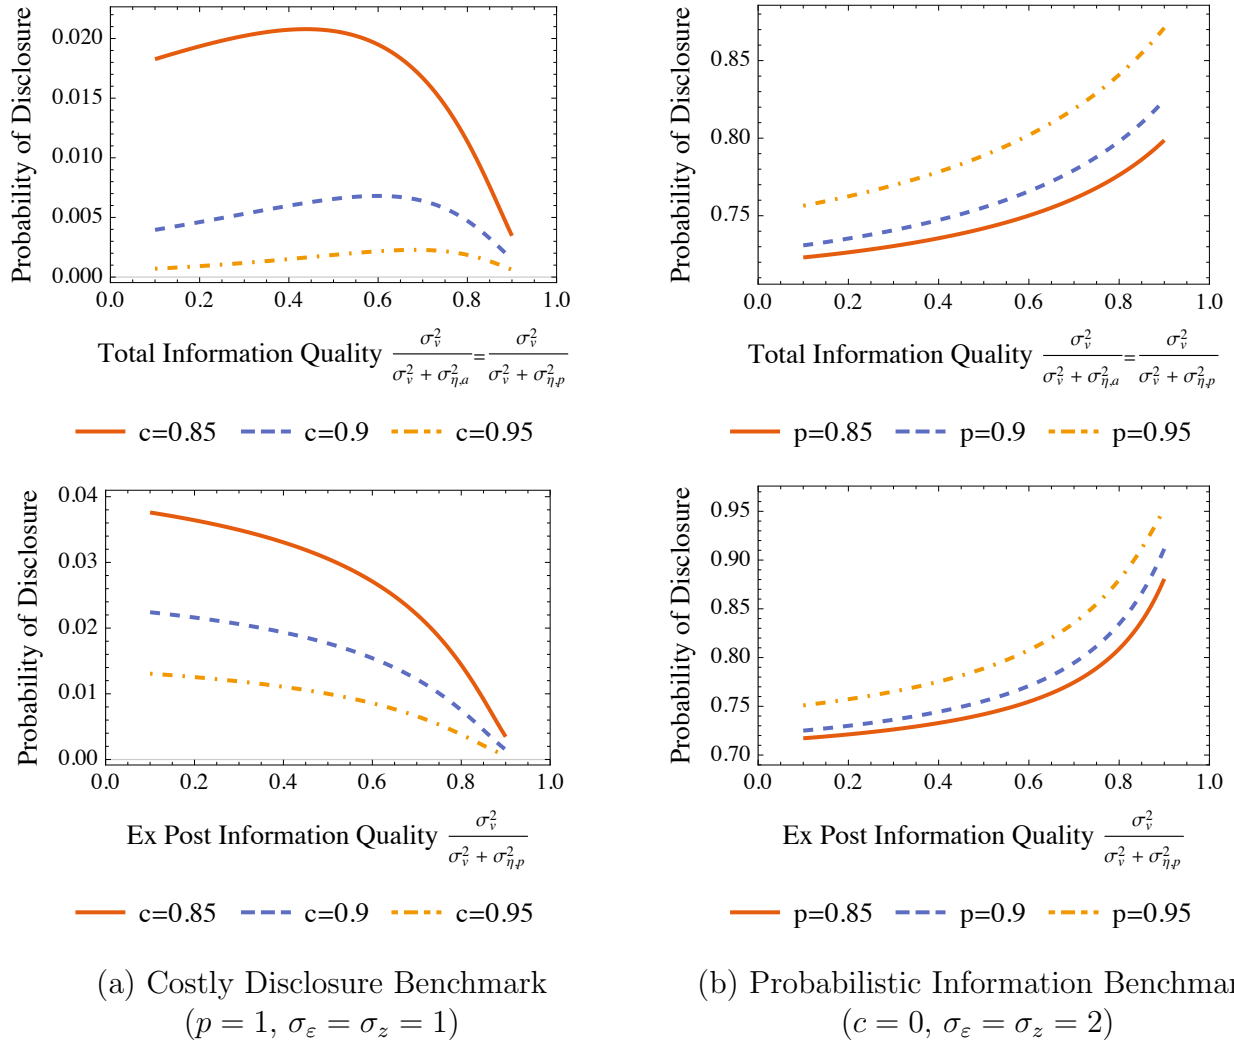 Probability of Disclosure
0.020
0.015
0.010
0.005
0.000
0.0 0.2 0.4 0.6 0.8 1.0
Total Information Quality σ_v^2 / (σ_v^2 + σ_{η,a}^2) = σ_v^2 / (σ_v^2 + σ_{η,p}^2)
c=0.85 c=0.9 c=0.95
Probability of Disclosure
0.85
0.80
0.75
0.0 0.2 0.4 0.6 0.8 1.0
Total Information Quality σ_v^2 / (σ_v^2 + σ_{η,a}^2) = σ_v^2 / (σ_v^2 + σ_{η,p}^2)
p=0.85 p=0.9 p=0.95
Probability of Disclosure
0.04
0.03
0.02
0.01
0.00
0.0 0.2 0.4 0.6 0.8 1.0
Ex Post Information Quality σ_v^2 / (σ_v^2 + σ_{η,p}^2)
c=0.85 c=0.9 c=0.95
Probability of Disclosure
0.95
0.90
0.85
0.80
0.75
0.70
0.0 0.2 0.4 0.6 0.8 1.0
Ex Post Information Quality σ_v^2 / (σ_v^2 + σ_{η,p}^2)
p=0.85 p=0.9 p=0.95
(a) Costly Disclosure Benchmark
(p = 1, σ_ε = σ_z = 1)
(b) Probabilistic Information Benchmar
(c = 0, σ_ε = σ_z = 2)